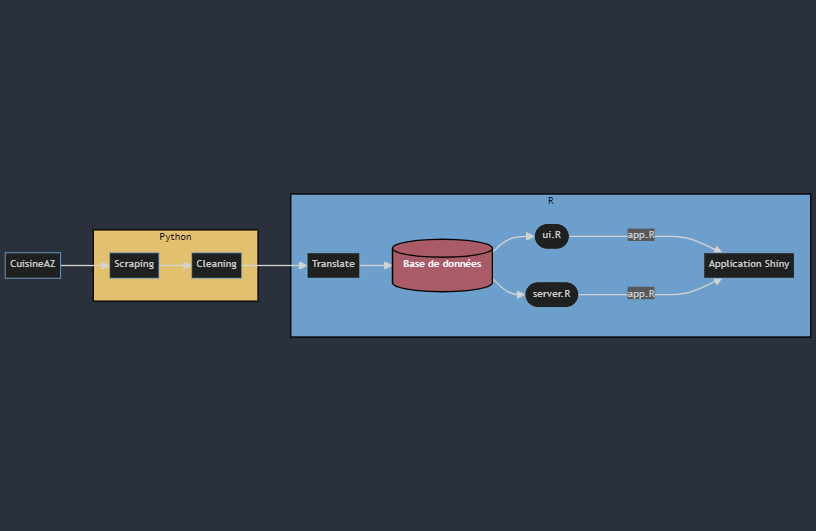 CuisineAZ
Python
Scraping
Cleaning
R
Translate
Base de données
ui.R
app.R
server.R
app.R
Application Shiny